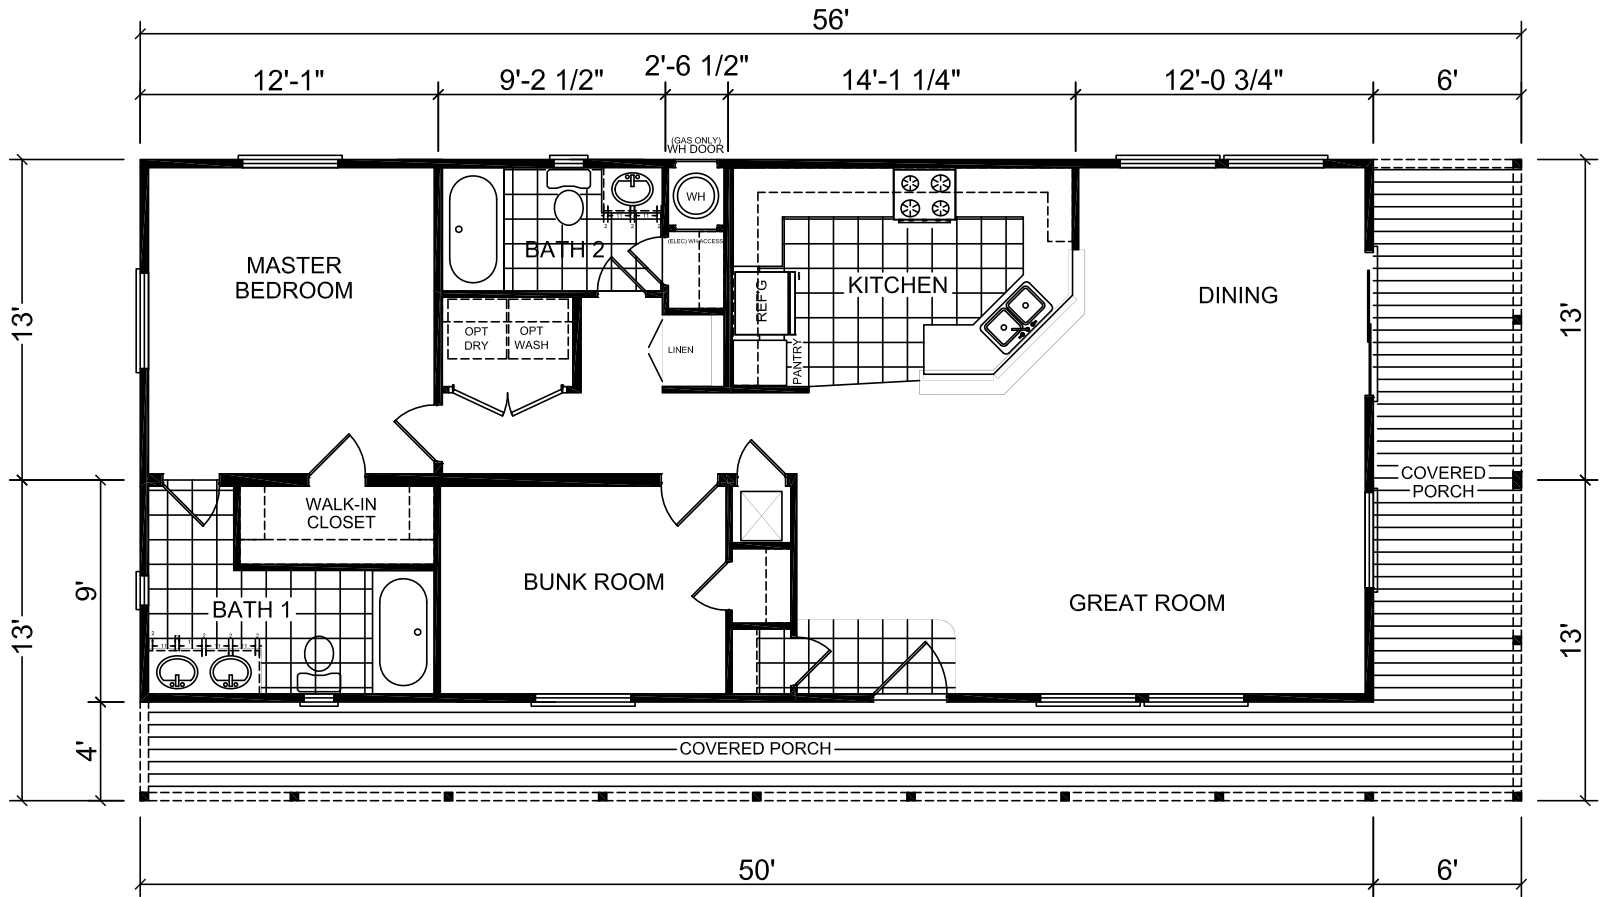 56'
12'-1"
9'-2 1/2"
2'-6 1/2"
14'-1 1/4"
12'-0 3/4"
6'
(GAS ONLY)
WH DOOR
WH
(ELEC) WH ACCESS
BATH 2
MASTER
BEDROOM
KITCHEN
REF'G
DINING
13'
13'
OPT
DRY
OPT
WASH
LINEN
PANTRY
COVERED
PORCH
WALK-IN
CLOSET
BUNK ROOM
BATH 1
GREAT ROOM
9'
13'
13'
4'
COVERED PORCH
50'
6'